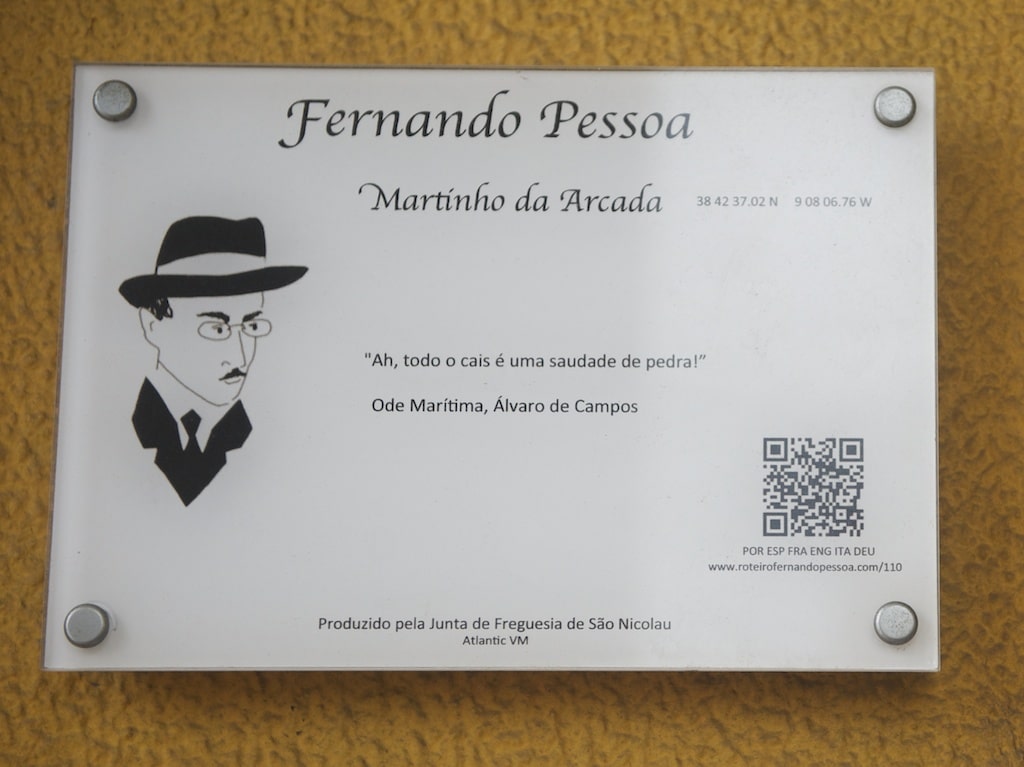 Fernando Pessoa
Martinho da Arcada 38 42 37.02 N 9 08 06.76 W
"Ah, todo o cais é uma saudade de pedra!”
Ode Marítima, Álvaro de Campos
POR ESP FRA ENG ITA DEU
www.roteirofernandopessoa.com/110
Produzido pela Junta de Freguesia de São Nicolau
Atlantic VM